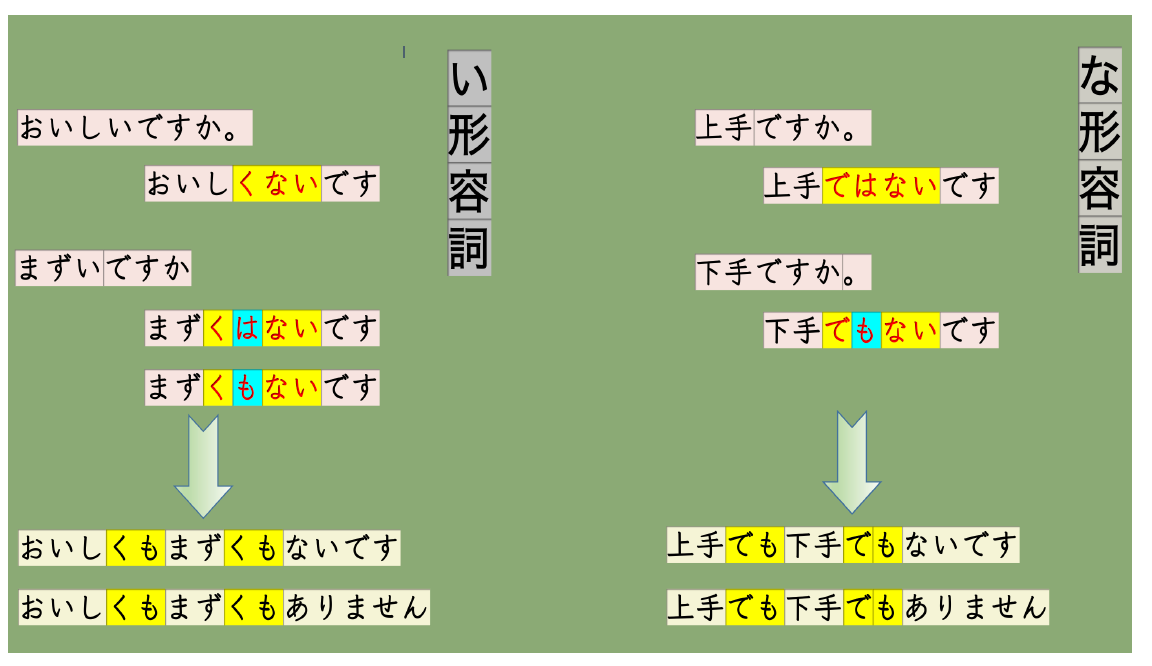 い形容詞
おいしいですか。
おいしくないです
まずいですか
まずくはないです
まずくもないです
おいしくもまずくもないです
おいしくもまずくもありません
な形容詞
上手ですか。
上手ではないです
下手ですか。
下手でもないです
上手でも下手でもないです
上手でも下手でもありません